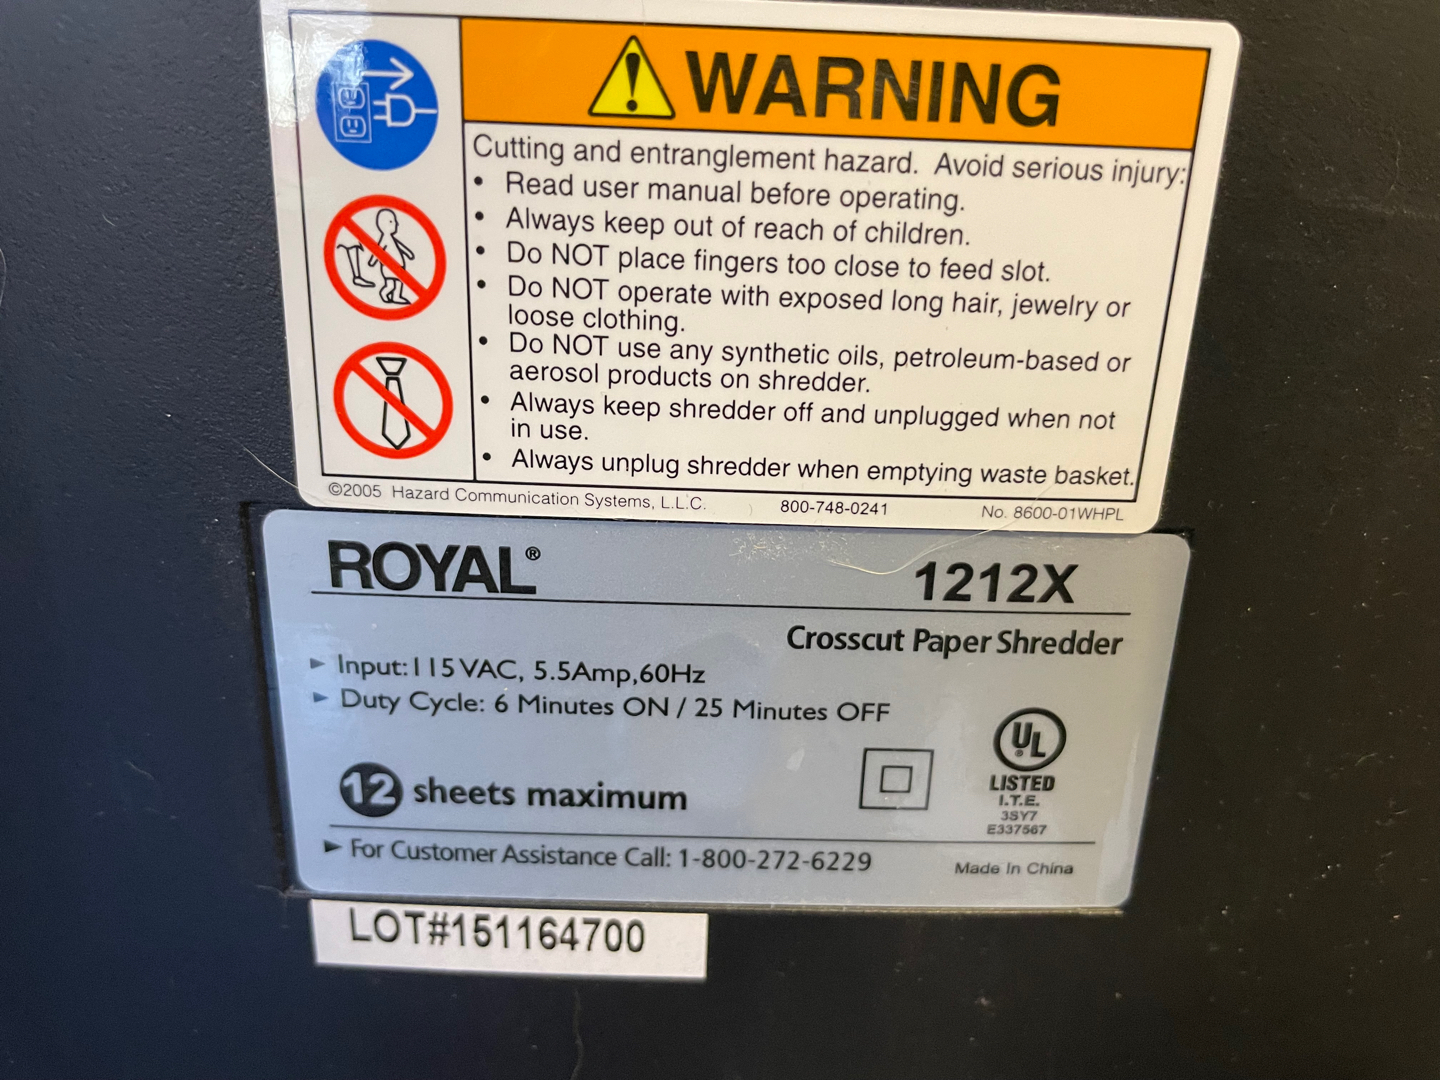 WARNING
Cutting and entranglement hazard. Avoid serious injury:
• Read user manual before operating.
• Always keep out of reach of children.
• Do NOT place fingers too close to feed slot.
• Do NOT operate with exposed long hair, jewelry or
loose clothing.
• Do NOT use any synthetic oils, petroleum-based or
aerosol products on shredder.
• Always keep shredder off and unplugged when not
in use.
• Always unplug shredder when emptying waste basket.
©2005 Hazard Communication Systems, L.L.C. 800-748-0241 No. 8600-01WHPL
ROYAL® 1212X
Crosscut Paper Shredder
► Input:115VAC, 5.5Amp,60Hz
► Duty Cycle: 6 Minutes ON / 25 Minutes OFF
UL®
LISTED
I.T.E.
3SY7
E337567
12 sheets maximum
► For Customer Assistance Call: 1-800-272-6229
Made In China
LOT#151164700